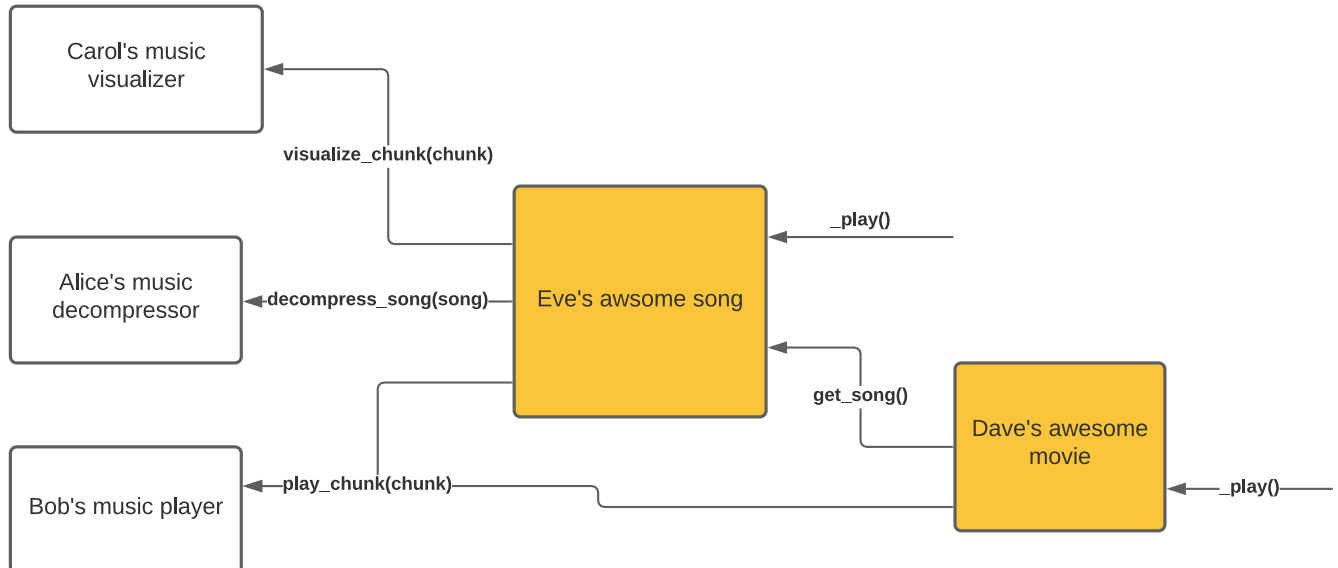 Carol's music
visualizer
visualize_chunk(chunk)
_play()
Alice's music
decompressor
decompress_song(song)
Eve's awsome song
get_song()
Dave's awesome
movie
Bob's music player
play_chunk(chunk)
_play()